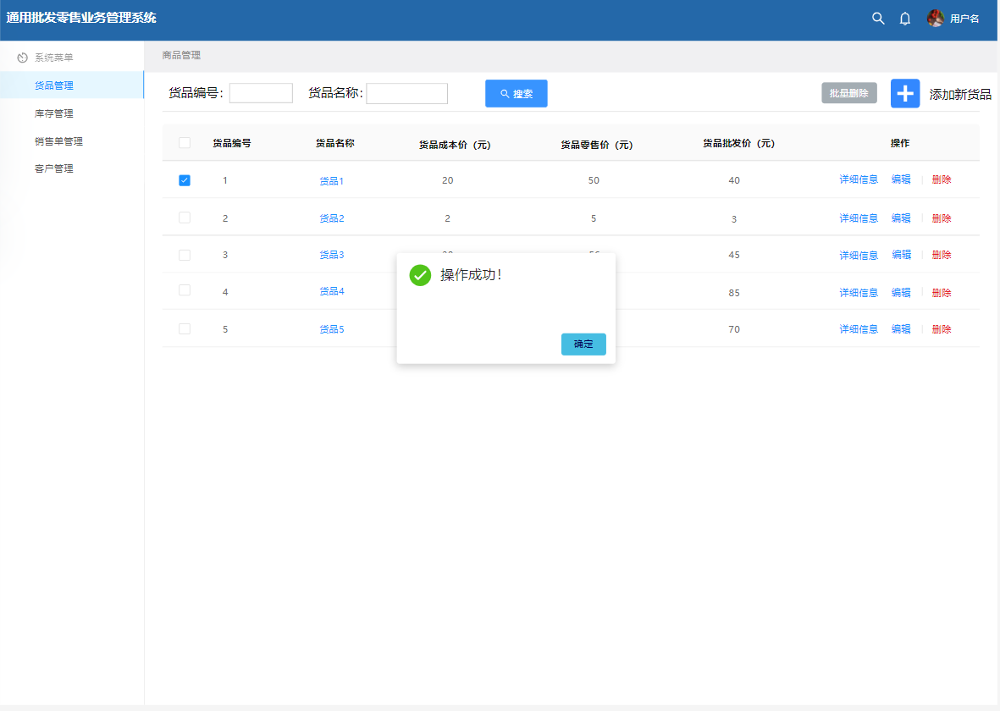 通用批发零售业务管理系统
用户名
系统菜单
货品管理
库存管理
销售单管理
客户管理
商品管理
货品编号： 货品名称： 搜索 批量删除 添加新货品
货品编号 货品名称 货品成本价（元） 货品零售价（元） 货品批发价（元） 操作
1 货品1 20 50 40 详细信息 编辑 删除
2 货品2 2 5 3 详细信息 编辑 删除
3 货品3 45 详细信息 编辑 删除
4 货品4 85 详细信息 编辑 删除
5 货品5 70 详细信息 编辑 删除
操作成功！
确定